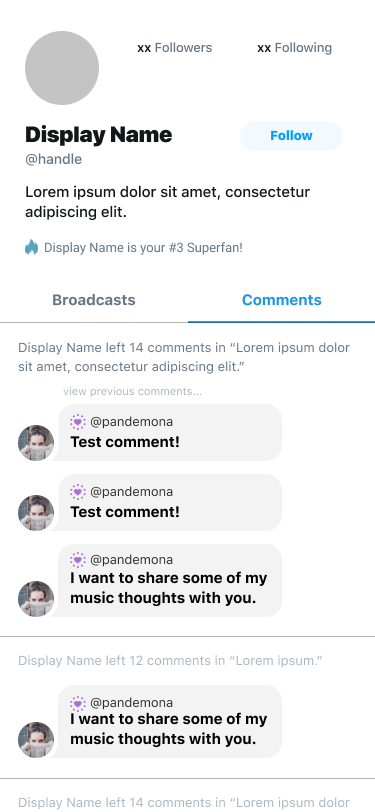 xx Followers xx Following
Display Name
Follow
@handle
Lorem ipsum dolor sit amet, consectetur
adipiscing elit.
Display Name is your #3 Superfan!
Broadcasts Comments
Display Name left 14 comments in “Lorem ipsum dolor
sit amet, consectetur adipiscing elit.”
view previous comments...
@pandemona
Test comment!
@pandemona
Test comment!
@pandemona
I want to share some of my
music thoughts with you.
Display Name left 12 comments in “Lorem ipsum.”
@pandemona
I want to share some of my
music thoughts with you.
Display Name left 14 comments in “Lorem ipsum dolor